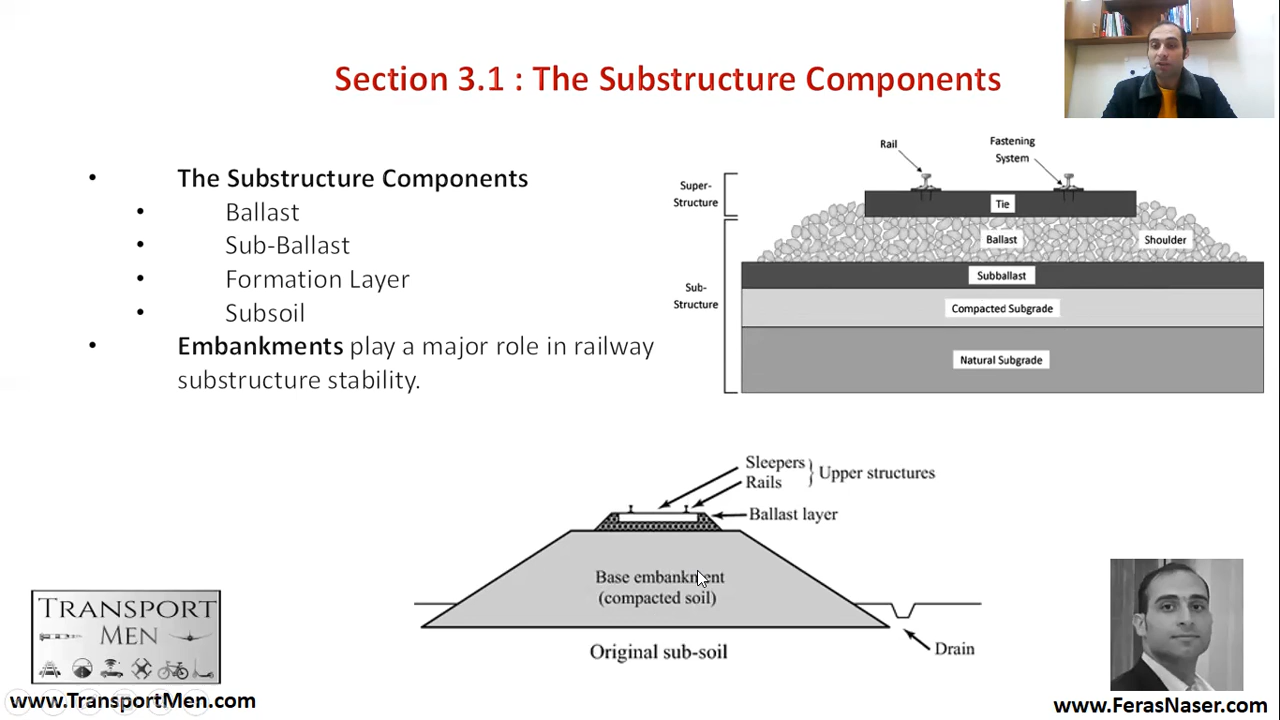 Section 3.1 : The Substructure Components
• The Substructure Components
• Ballast
• Sub-Ballast
• Formation Layer
• Subsoil
• Embankments play a major role in railway
substructure stability.
Rail
Fastening
System
Super-
Structure
Tie
Ballast
Shoulder
Subballast
Sub-
Structure
Compacted Subgrade
Natural Subgrade
Sleepers
Rails
Upper structures
Ballast layer
Base embankment
(compacted soil)
Original sub-soil
Drain
TRANSPORT
MEN
www.TransportMen.com
www.FerasNaser.com